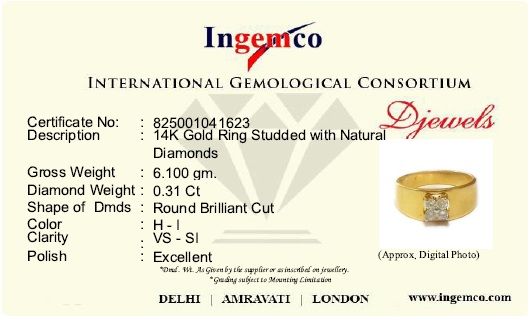 Ingemco
INTERNATIONAL GEMOLOGICAL CONSORTIUM
Certificate No: : 825001041623
Description : 14K Gold Ring Studded with Natural
Diamonds
Djewels
Gross Weight : 6.100 gm.
Diamond Weight : 0.31 Ct
Shape of Dmds : Round Brilliant Cut
Color : H - I
Clarity : VS - SI
Polish : Excellent
(Approx, Digital Photo)
*Dmd. Wt. As Given by the supplier or as inscribed on jewellery.
*Grading subject to Mounting Limitation
DELHI | AMRAVATI | LONDON
www.ingemco.com